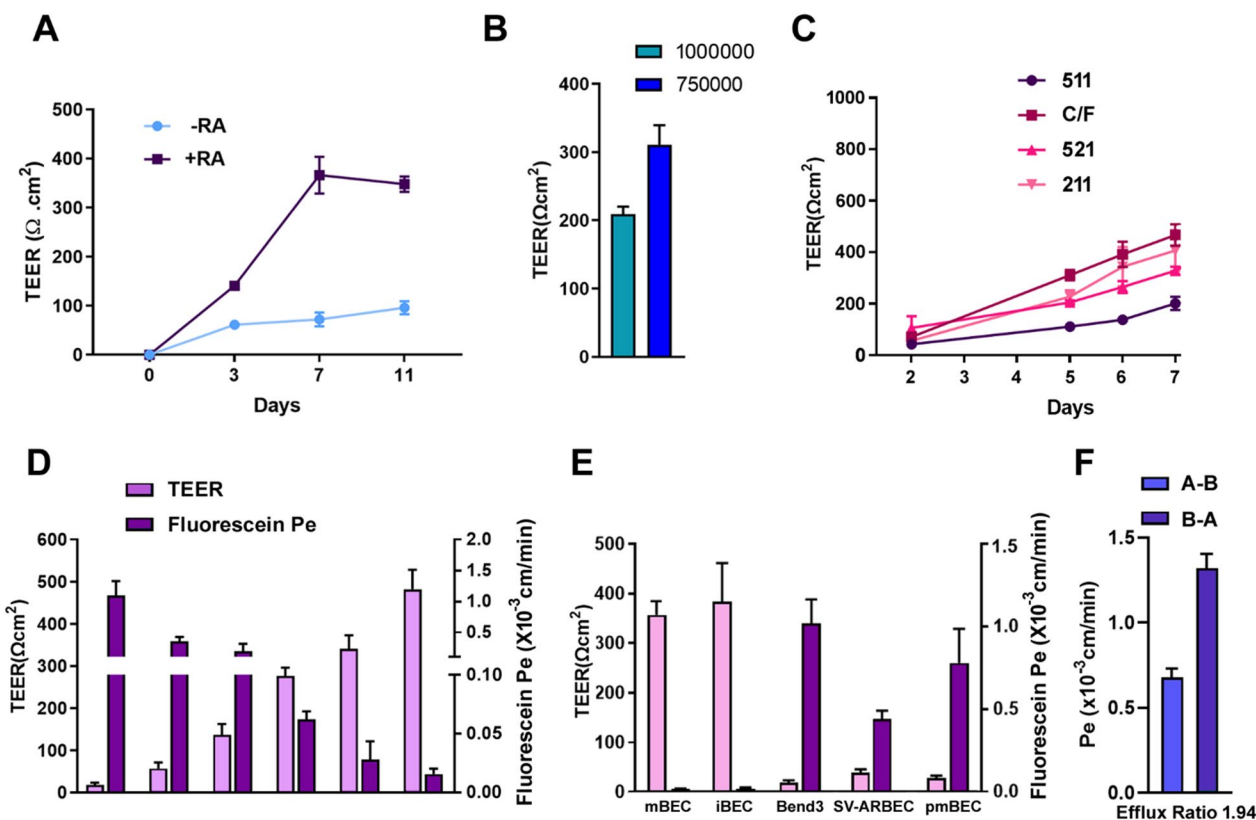 A
500
400
300
200
100
0
TEER (Ω .cm2)
-RA
+RA
0 3 7 11
Days
B
1000000
750000
400
300
200
100
0
TEER(Ωcm2)
C
511
C/F
521
211
1000
800
600
400
200
0
TEER(Ωcm2)
2 3 4 5 6 7
Days
D
TEER
Fluorescein Pe
600
500
400
300
200
100
0
TEER(Ωcm2)
2.0
1.5
1.0
0.5
0.10
0.05
0.00
Fluorescein Pe (X10-3cm/min)
E
500
400
300
200
100
0
TEER(Ωcm2)
mBEC iBEC Bend3 SV-ARBEC pmBEC
1.5
1.0
0.5
0.0
Fluorescein Pe (X10-3cm/min)
F
A-B
B-A
1.5
1.0
0.5
0.0
Pe (x10-3cm/min)
Efflux Ratio 1.94